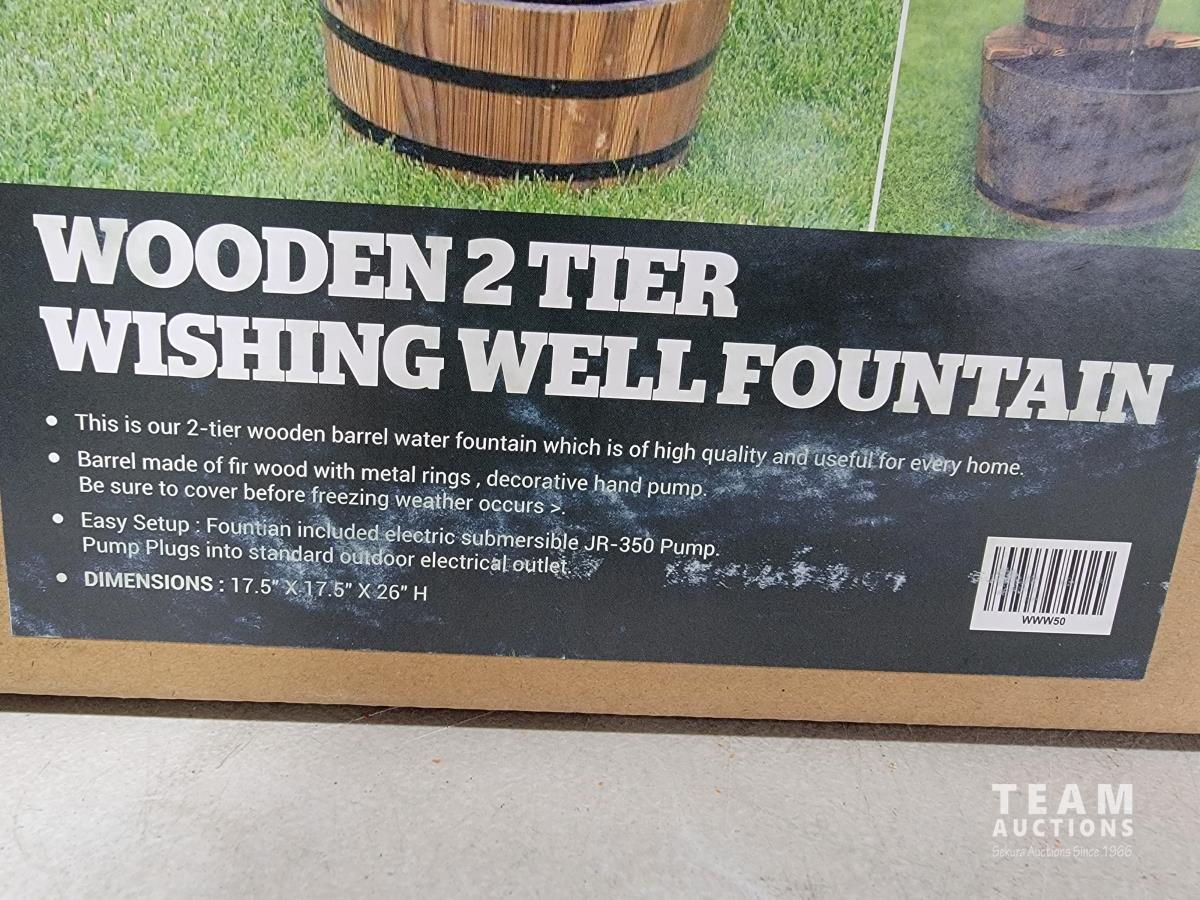 WOODEN 2 TIER
WISHING WELL FOUNTAIN
• This is our 2-tier wooden barrel water fountain which is of high quality and useful for every home.
• Barrel made of fir wood with metal rings , decorative hand pump.
Be sure to cover before freezing weather occurs >.
• Easy Setup : Fountian included electric submersible JR-350 Pump.
Pump Plugs into standard outdoor electrical outlet.
• DIMENSIONS : 17.5" X 17.5" X 26" H
WWW50
TEAM
AUCTIONS
Sekura Auctions Since 1966